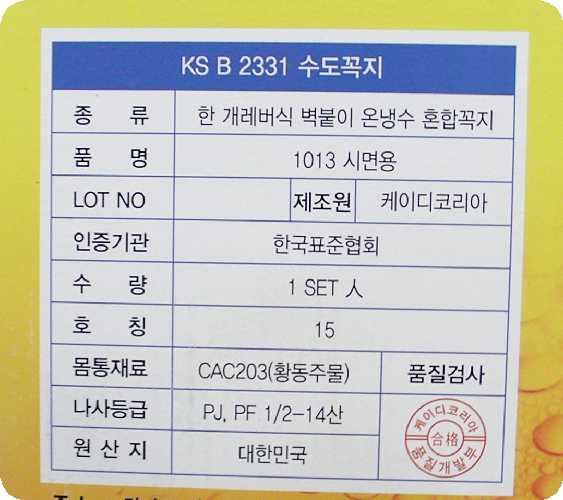 KS B 2331 수도꼭지
종 류 한 개레버식 벽붙이 온냉수 혼합꼭지
품 명 1013 시면용
LOT NO 제조원 케이디코리아
인증기관 한국표준협회
수 량 1 SET 人
호 칭 15
몸통재료 CAC203(황동주물) 품질검사
나사등급 PJ, PF 1/2-14산
원 산 지 대한민국
케이디코리아
合格
품질개발부